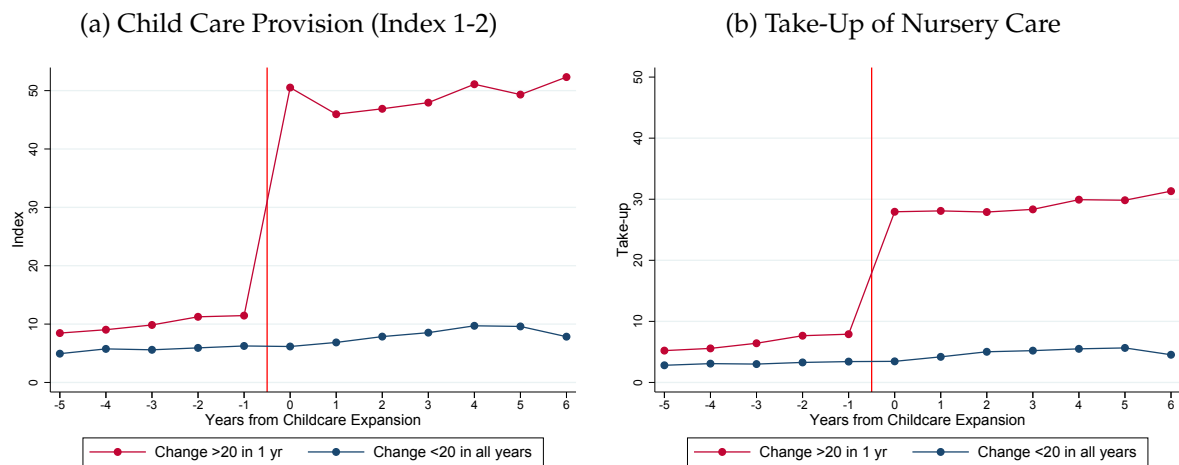 (a) Child Care Provision (Index 1-2)
50
40
30
20
10
0
Index
-5 -4 -3 -2 -1 0 1 2 3 4 5 6
Years from Childcare Expansion
Change >20 in 1 yr Change <20 in all years
(b) Take-Up of Nursery Care
50
40
30
20
10
0
Take-up
-5 -4 -3 -2 -1 0 1 2 3 4 5 6
Years from Childcare Expansion
Change >20 in 1 yr Change <20 in all years